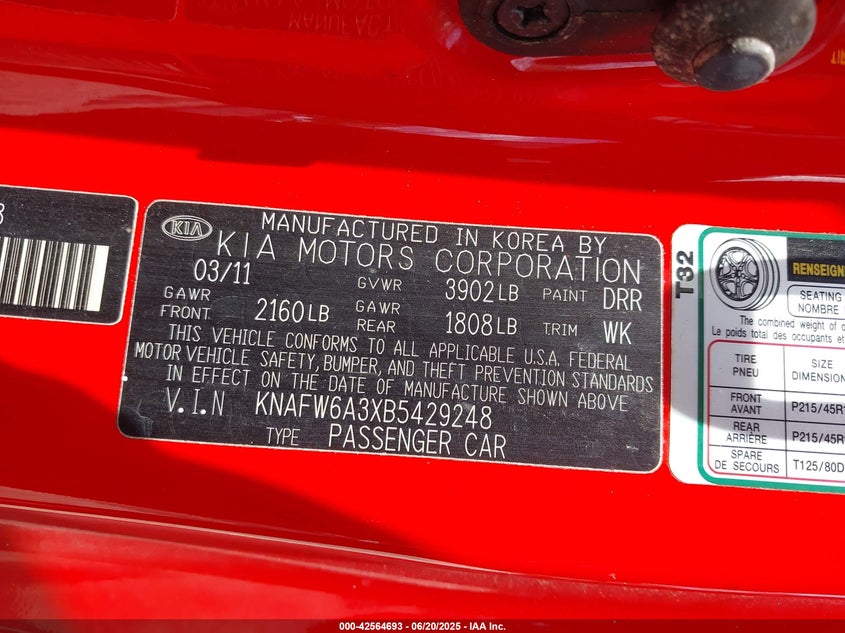 8
KIA
MANUFACTURED IN KOREA BY
KIA MOTORS CORPORATION
03/11 GVWR 3902LB PAINT DRR
GAWR FRONT 2160LB GAWR REAR 1808LB TRIM WK
THIS VEHICLE CONFORMS TO ALL APPLICABLE U.S.A. FEDERAL
MOTOR VEHICLE SAFETY, BUMPER, AND THEFT PREVENTION STANDARDS
IN EFFECT ON THE DATE OF MANUFACTURE SHOWN ABOVE
V.I.N KNAFW6A3XB5429248
TYPE PASSENGER CAR
T32
RENSEIGN
SEATING
NOMBRE
The combined weight of
Le poids total des occupants et
TIRE PNEU SIZE DIMENSION
FRONT AVANT P215/45R1
REAR ARRIÈRE P215/45R
SPARE DE SECOURS T125/80D
000-42564693 - 06/20/2025 - IAA Inc.